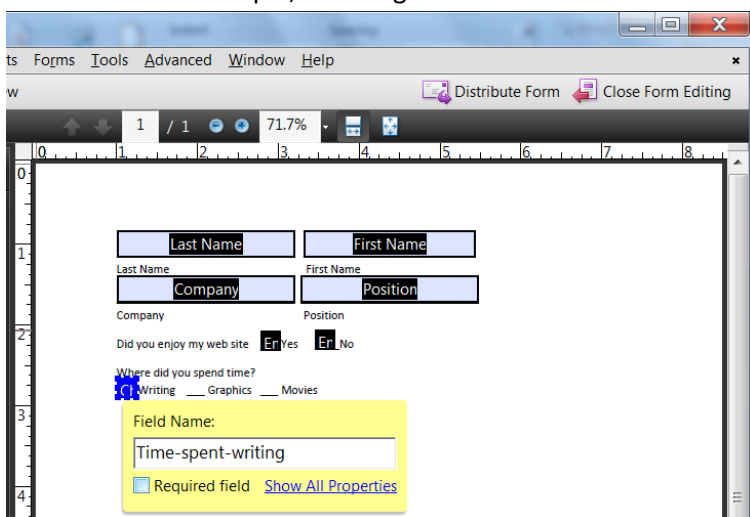 ts Forms Tools Advanced Window Help
w Distribute Form Close Form Editing
1 / 1 71.7%
0 1 2 3 4 5 6 7 8
0
Last Name First Name
1
Last Name First Name
Company Position
Company Position
2
Did you enjoy my web site Er Yes Er No
Where did you spend time?
Writing ___ Graphics ___ Movies
3
Field Name:
Time-spent-writing
Required field Show All Properties
4